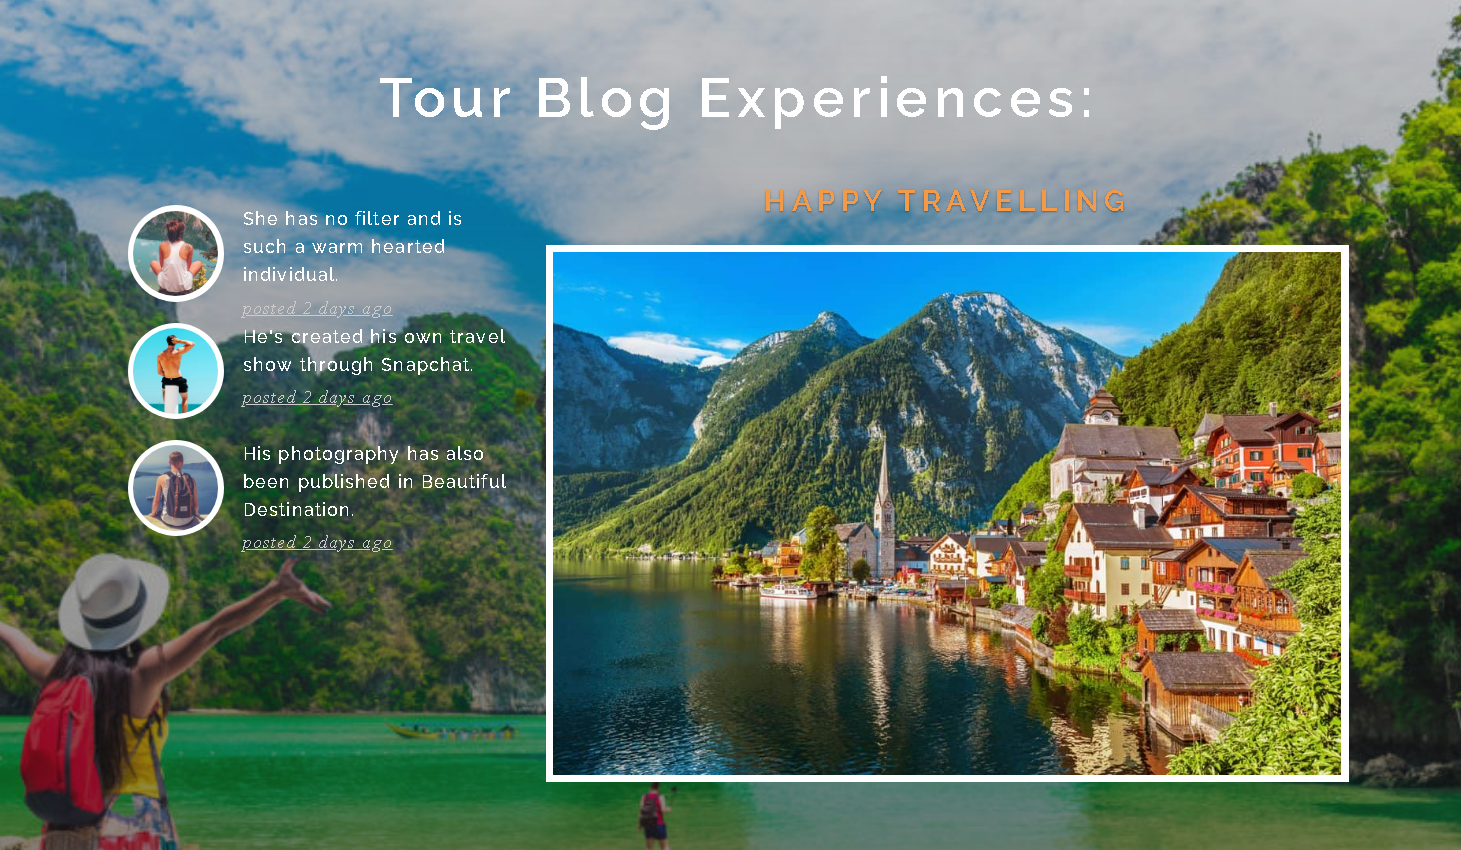 Tour Blog Experiences:
HAPPY TRAVELLING
She has no filter and is
such a warm hearted
individual.
posted 2 days ago
He's created his own travel
show through Snapchat.
posted 2 days ago
His photography has also
been published in Beautiful
Destination.
posted 2 days ago